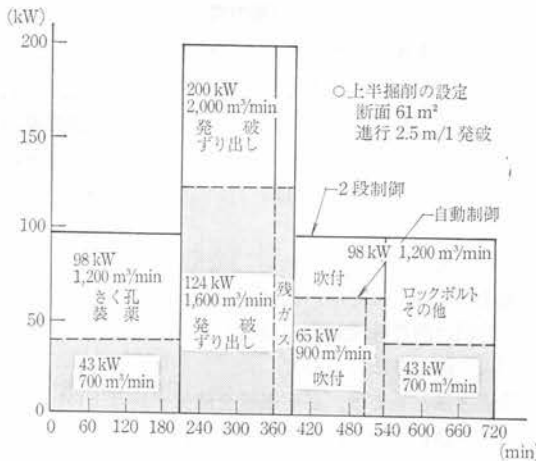 (kW)
200
150
100
50
0
200 kW
2,000 m³/min
発 破
ずり出し
○上半掘削の設定
断面 61 m²
進行 2.5 m/1 発破
2段制御
自動制御
98 kW
1,200 m³/min
さく孔
装薬
124 kW
1,600 m³/min
発 破
ずり出し
残ガス
98 kW 1,200 m³/min
吹付
ロックボルト
その他
65 kW
900 m³/min
吹付
43 kW
700 m³/min
43 kW
700 m³/min
0 60 120 180 240 300 360 420 480 540 600 660 720
(min)